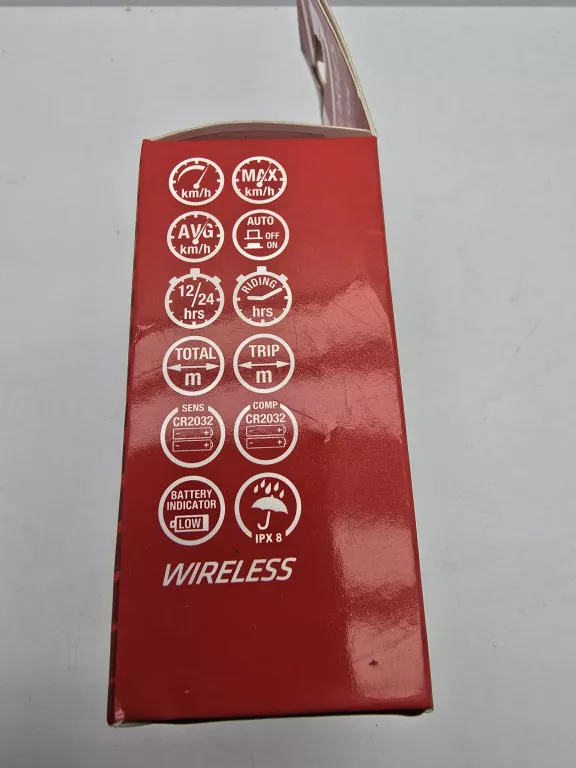 km/h
MAX
km/h
AVG
km/h
AUTO
OFF
ON
12/24
hrs
RIDING
hrs
TOTAL
m
TRIP
m
SENS
CR2032
- +
- +
COMP
CR2032
- +
- +
BATTERY
INDICATOR
LOW
IPX 8
WIRELESS